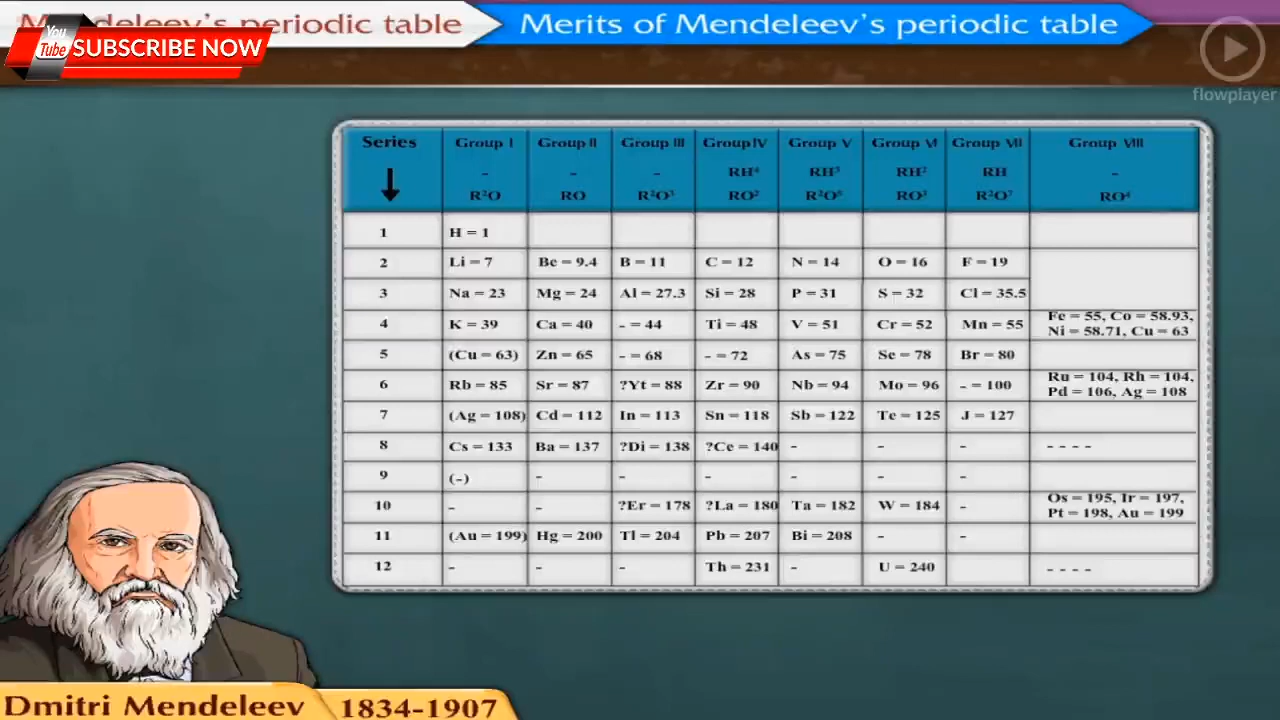 Mendeleev's periodic table
Merits of Mendeleev's periodic table
You
Tube
SUBSCRIBE NOW
flowplayer
Series Group I Group II Group III Group IV Group V Group VI Group VII Group VIII
- - - RH⁴ RH³ RH² RH -
R²O RO R²O³ RO² R²O⁵ RO³ R²O⁷ RO⁴
1 H = 1
2 Li = 7 Be = 9.4 B = 11 C = 12 N = 14 O = 16 F = 19
3 Na = 23 Mg = 24 Al = 27.3 Si = 28 P = 31 S = 32 Cl = 35.5
4 K = 39 Ca = 40 - = 44 Ti = 48 V = 51 Cr = 52 Mn = 55 Fe = 55, Co = 58.93,
Ni = 58.71, Cu = 63
5 (Cu = 63) Zn = 65 - = 68 - = 72 As = 75 Se = 78 Br = 80
6 Rb = 85 Sr = 87 ?Yt = 88 Zr = 90 Nb = 94 Mo = 96 - = 100 Ru = 104, Rh = 104,
Pd = 106, Ag = 108
7 (Ag = 108) Cd = 112 In = 113 Sn = 118 Sb = 122 Te = 125 J = 127
8 Cs = 133 Ba = 137 ?Di = 138 ?Ce = 140 - - - - - - -
9 (-) - - - - - -
10 - - ?Er = 178 ?La = 180 Ta = 182 W = 184 - Os = 195, Ir = 197,
Pt = 198, Au = 199
11 (Au = 199) Hg = 200 Tl = 204 Pb = 207 Bi = 208 - -
12 - - - Th = 231 - U = 240 - - - -
Dmitri Mendeleev
1834-1907